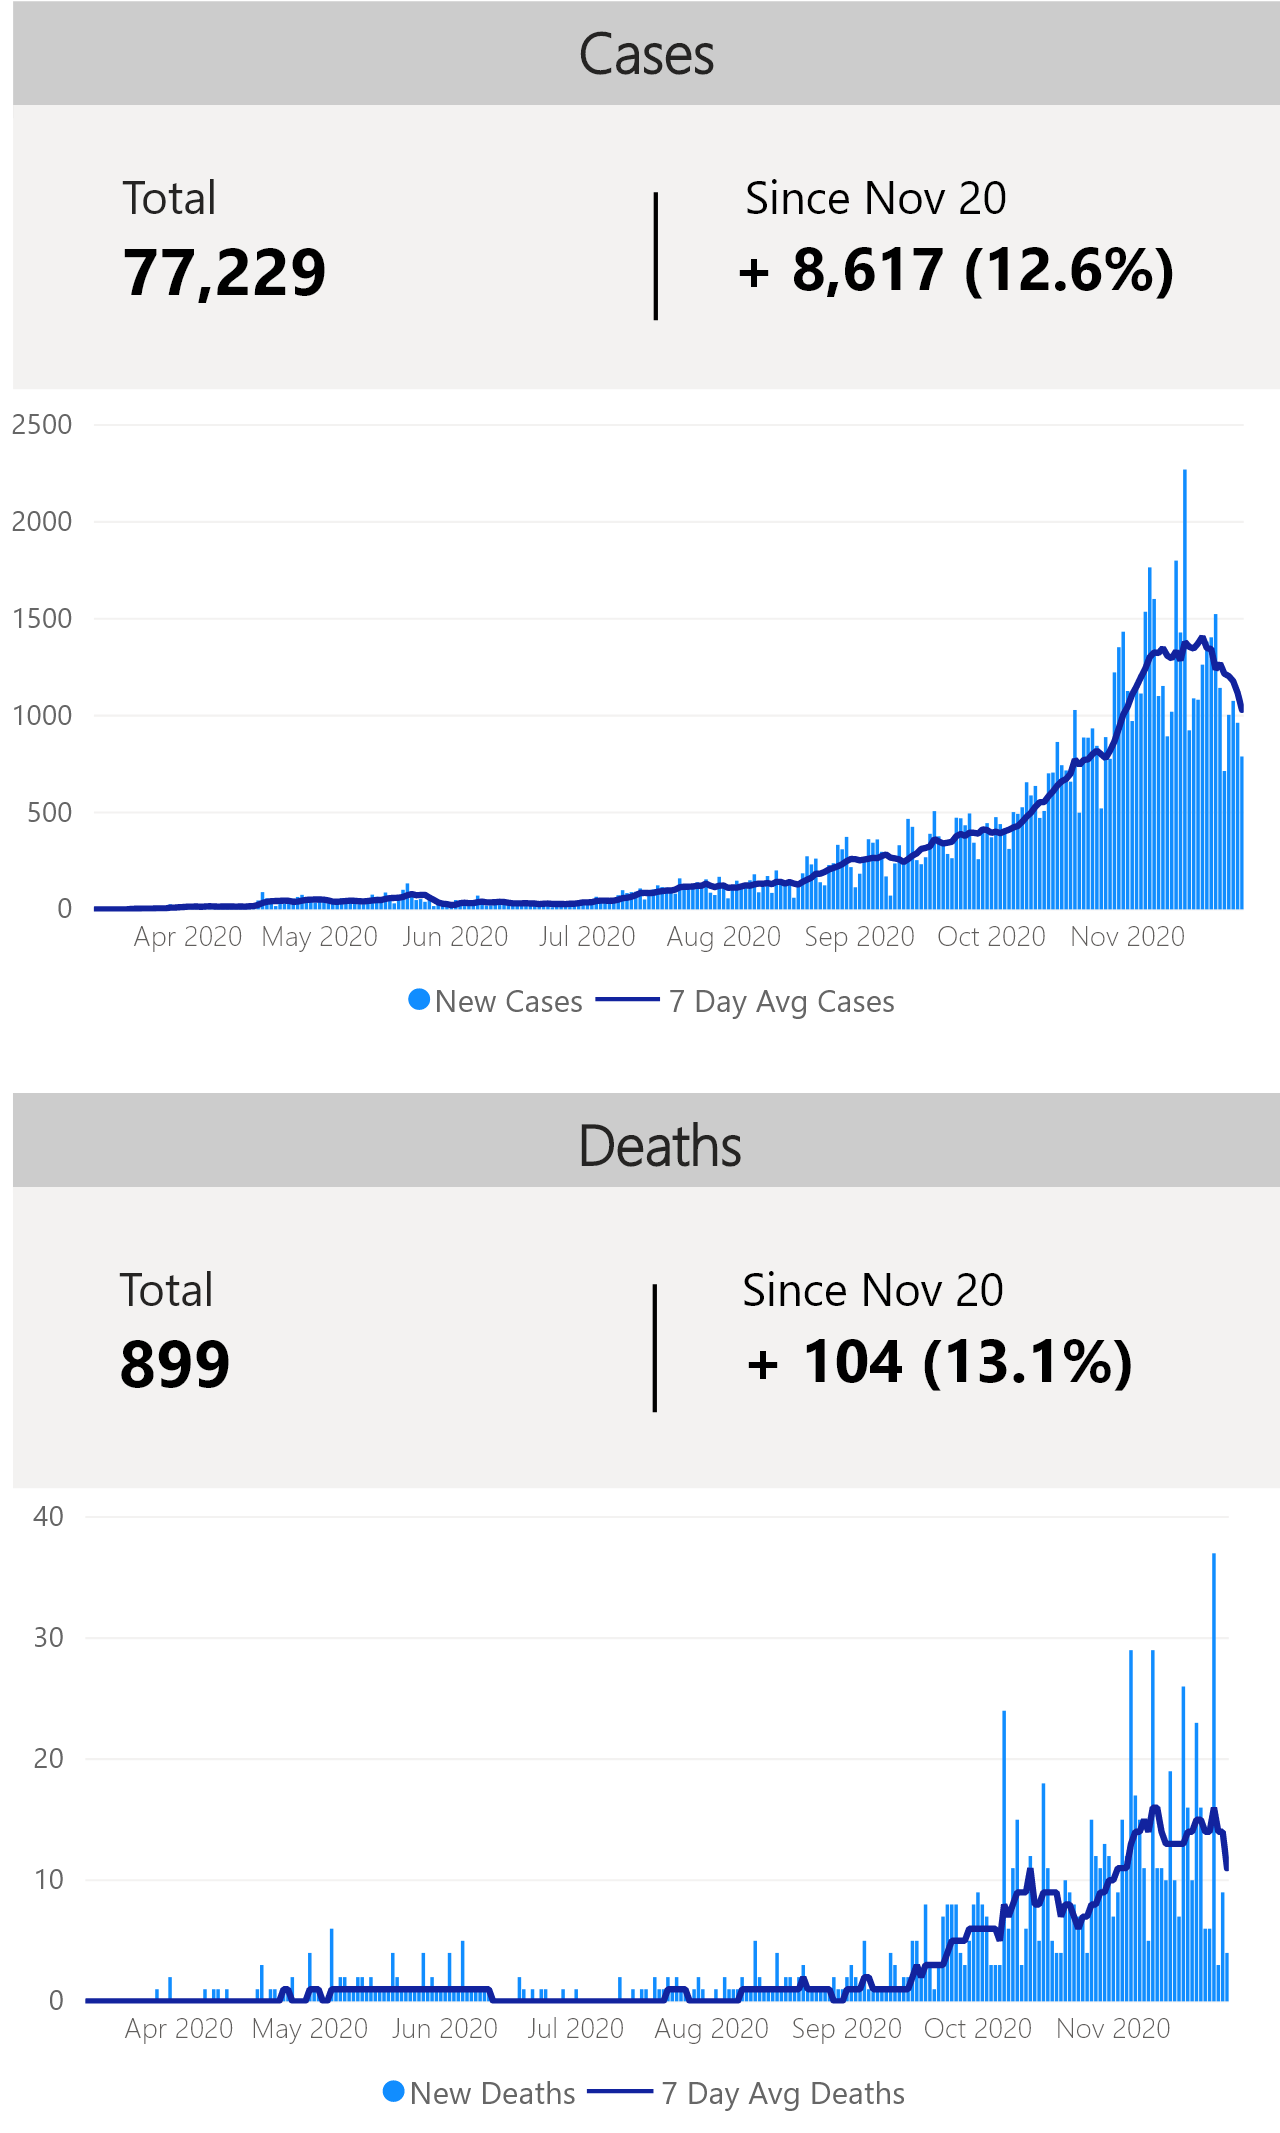 Cases
Total
Since Nov 20
77,229
+ 8,617 (12.6%)
2500
2000
1500
1000
500
0
Apr 2020 May 2020 Jun 2020 Jul 2020 Aug 2020 Sep 2020 Oct 2020 Nov 2020
New Cases 7 Day Avg Cases
Deaths
Total
Since Nov 20
899
+ 104 (13.1%)
40
30
20
10
0
Apr 2020 May 2020 Jun 2020 Jul 2020 Aug 2020 Sep 2020 Oct 2020 Nov 2020
New Deaths 7 Day Avg Deaths